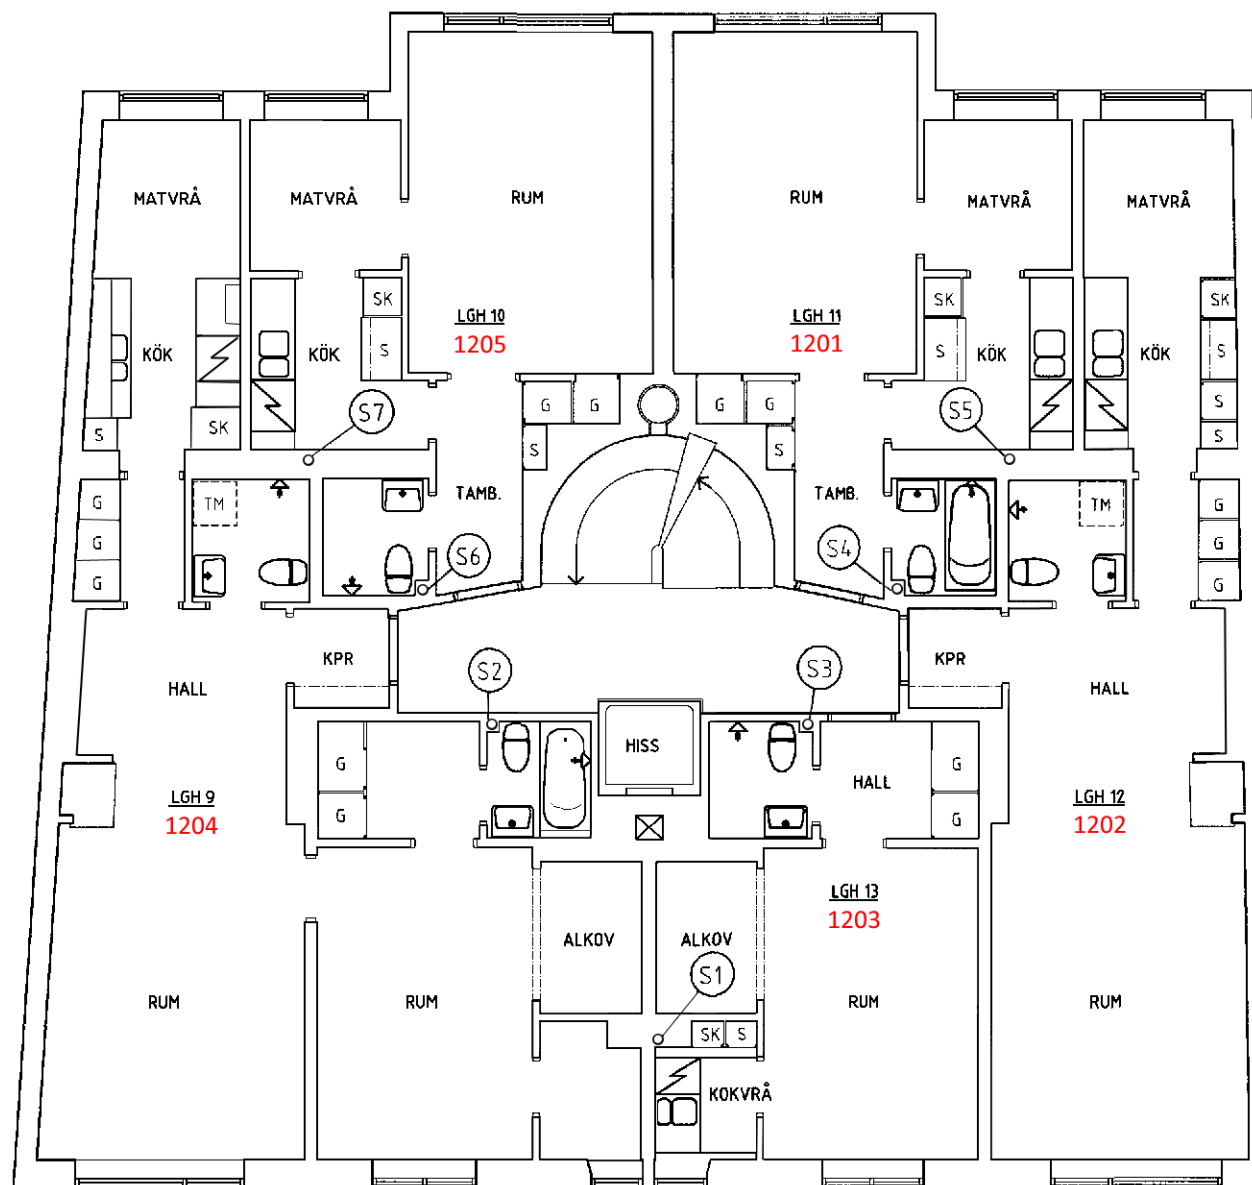 MATVRÅ
MATVRÅ
RUM
RUM
MATVRÅ
MATVRÅ
SK
SK
SK
LGH 10
1205
LGH 11
1201
KÖK
KÖK
S
S
KÖK
KÖK
S
S7
G
G
G
G
S5
S
S
SK
S
S
S
G
TM
TAMB.
TAMB.
TM
G
G
G
G
S6
S4
G
KPR
S2
S3
KPR
HALL
HALL
HISS
G
HALL
G
LGH 9
1204
LGH 12
1202
G
G
LGH 13
1203
ALKOV
ALKOV
S1
RUM
RUM
RUM
RUM
SK
S
KOKVRÅ